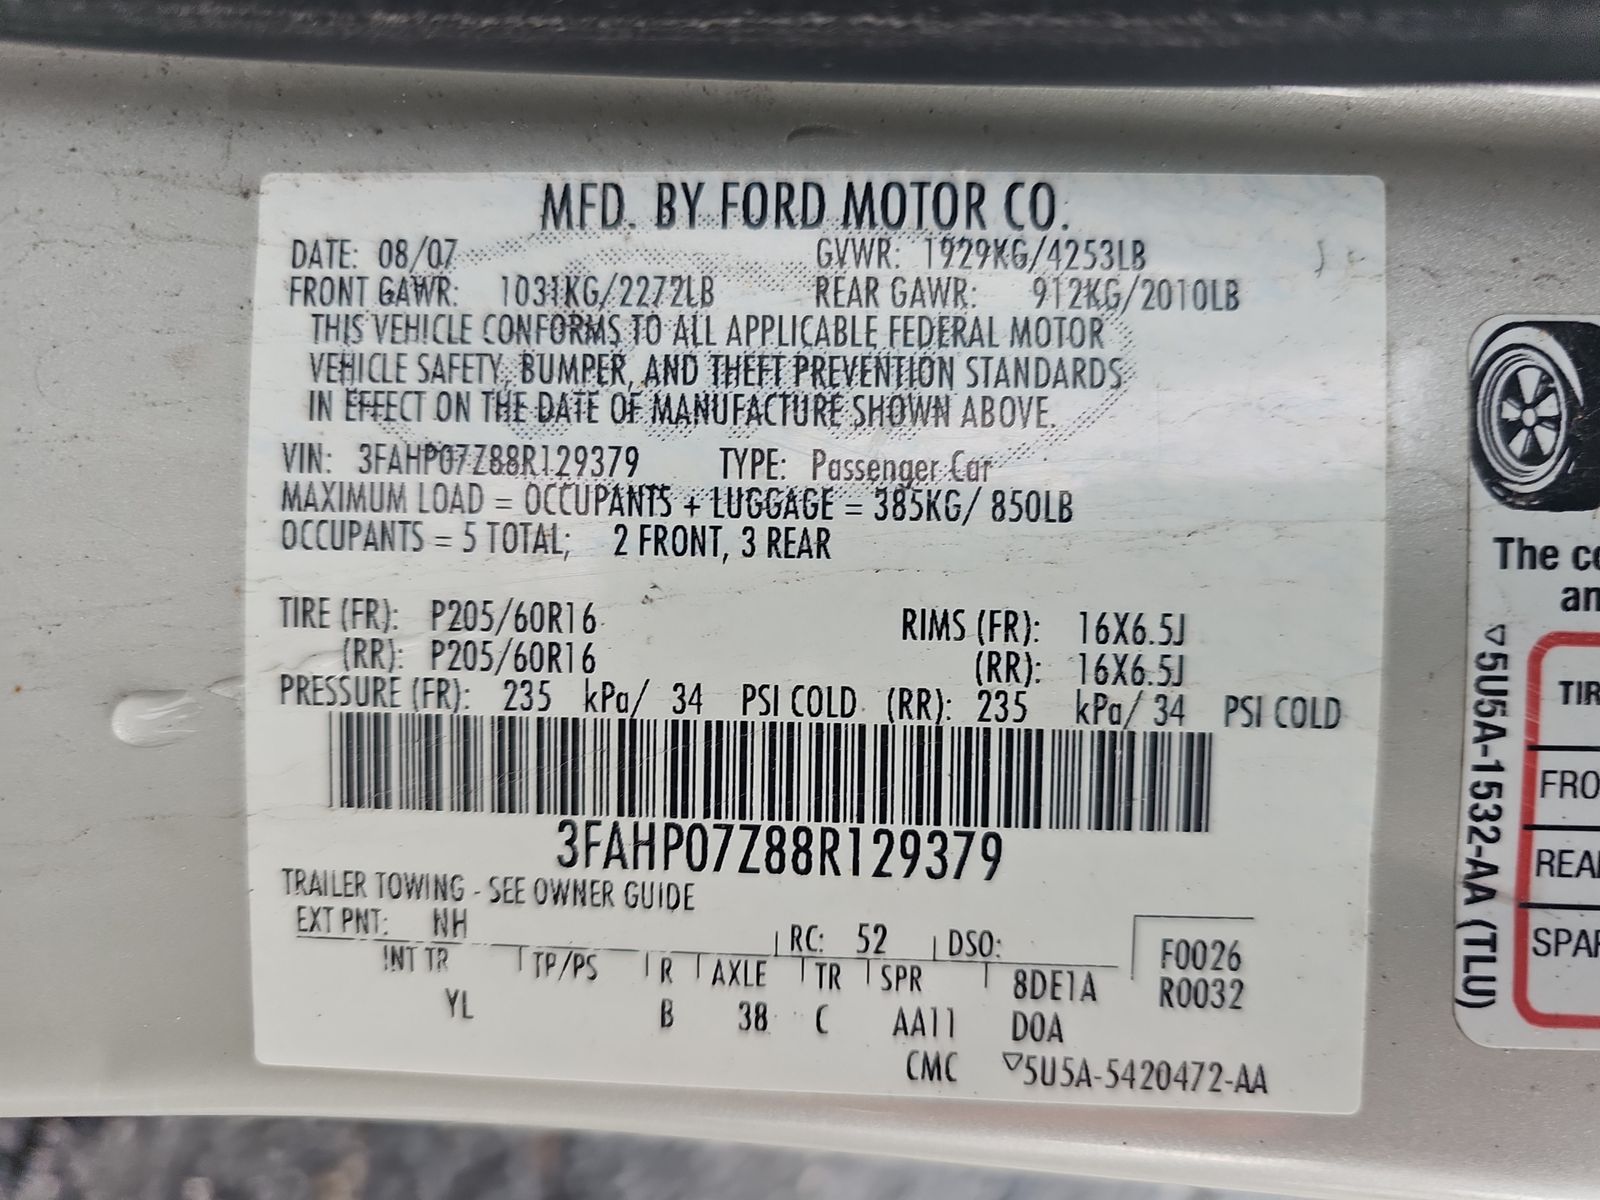 MFD. BY FORD MOTOR CO.
DATE: 08/07 GVWR: 1929KG/4253LB
FRONT GAWR: 1031KG/2272LB REAR GAWR: 912KG/2010LB
THIS VEHICLE CONFORMS TO ALL APPLICABLE FEDERAL MOTOR
VEHICLE SAFETY, BUMPER, AND THEFT PREVENTION STANDARDS
IN EFFECT ON THE DATE OF MANUFACTURE SHOWN ABOVE.
VIN: 3FAHP07Z88R129379 TYPE: Passenger Car
MAXIMUM LOAD = OCCUPANTS + LUGGAGE = 385KG/ 850LB
OCCUPANTS = 5 TOTAL; 2 FRONT, 3 REAR
TIRE (FR): P205/60R16 RIMS (FR): 16X6.5J
(RR): P205/60R16 (RR): 16X6.5J
PRESSURE (FR): 235 kPa/ 34 PSI COLD (RR): 235 kPa/ 34 PSI COLD
3FAHP07Z88R129379
TRAILER TOWING - SEE OWNER GUIDE
EXT PNT: NH RC: 52 DSO: F0026
INT TR TP/PS R AXLE TR SPR 8DE1A R0032
YL B 38 C AA11 DOA
CMC ▽5U5A-5420472-AA
The co
an
▽5U5A-1532-AA (TLU)
TIR
FRO
REA
SPAR